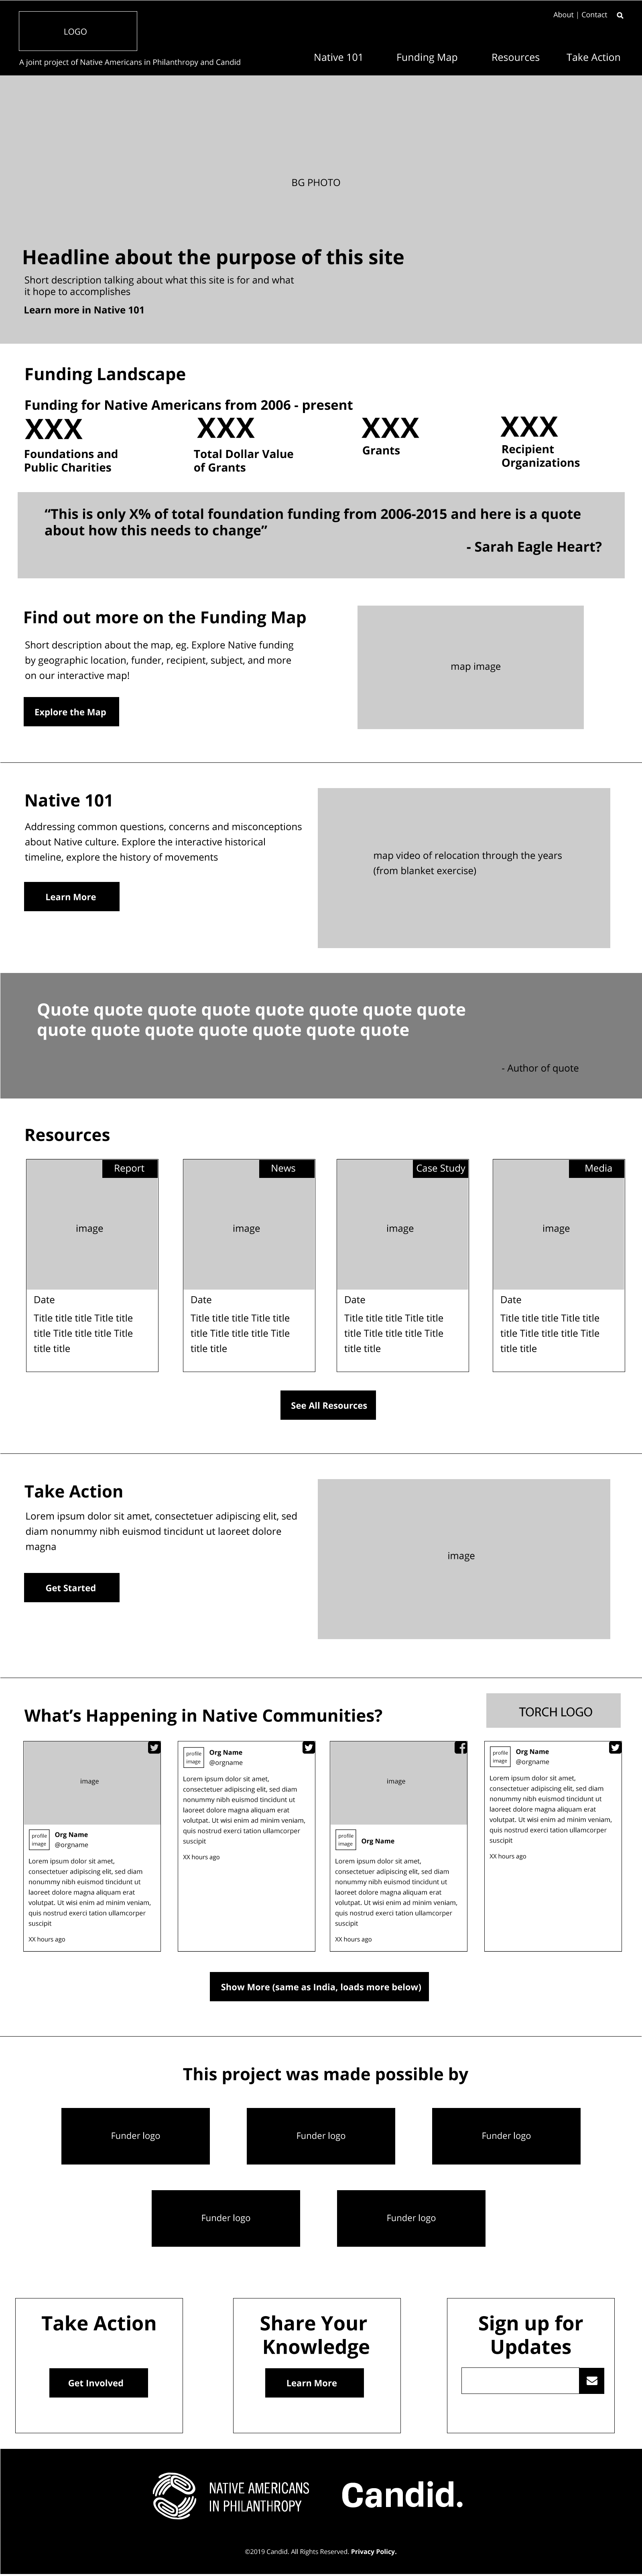 LOGO
About | Contact
A joint project of Native Americans in Philanthropy and Candid
Native 101
Funding Map
Resources
Take Action
BG PHOTO
Headline about the purpose of this site
Short description talking about what this site is for and what
it hope to accomplishes
Learn more in Native 101
Funding Landscape
Funding for Native Americans from 2006 - present
XXX
Foundations and
Public Charities
XXX
Total Dollar Value
of Grants
XXX
Grants
XXX
Recipient
Organizations
“This is only X% of total foundation funding from 2006-2015 and here is a quote
about how this needs to change”
- Sarah Eagle Heart?
Find out more on the Funding Map
Short description about the map, eg. Explore Native funding
by geographic location, funder, recipient, subject, and more
on our interactive map!
Explore the Map
map image
Native 101
Addressing common questions, concerns and misconceptions
about Native culture. Explore the interactive historical
timeline, explore the history of movements
Learn More
map video of relocation through the years
(from blanket exercise)
Quote quote quote quote quote quote quote quote
quote quote quote quote quote quote quote
- Author of quote
Resources
Report
image
Date
Title title title Title title
title Title title title Title
title title
News
image
Date
Title title title Title title
title Title title title Title
title title
Case Study
image
Date
Title title title Title title
title Title title title Title
title title
Media
image
Date
Title title title Title title
title Title title title Title
title title
See All Resources
Take Action
Lorem ipsum dolor sit amet, consectetuer adipiscing elit, sed
diam nonummy nibh euismod tincidunt ut laoreet dolore
magna
Get Started
image
What’s Happening in Native Communities?
TORCH LOGO
image
profile
image
Org Name
@orgname
Lorem ipsum dolor sit amet,
consectetuer adipiscing elit, sed diam
nonummy nibh euismod tincidunt ut
laoreet dolore magna aliquam erat
volutpat. Ut wisi enim ad minim veniam,
quis nostrud exerci tation ullamcorper
suscipit
XX hours ago
profile
image
Org Name
@orgname
Lorem ipsum dolor sit amet,
consectetuer adipiscing elit, sed diam
nonummy nibh euismod tincidunt ut
laoreet dolore magna aliquam erat
volutpat. Ut wisi enim ad minim veniam,
quis nostrud exerci tation ullamcorper
suscipit
XX hours ago
image
profile
image
Org Name
Lorem ipsum dolor sit amet,
consectetuer adipiscing elit, sed diam
nonummy nibh euismod tincidunt ut
laoreet dolore magna aliquam erat
volutpat. Ut wisi enim ad minim veniam,
quis nostrud exerci tation ullamcorper
suscipit
XX hours ago
profile
image
Org Name
@orgname
Lorem ipsum dolor sit amet,
consectetuer adipiscing elit, sed diam
nonummy nibh euismod tincidunt ut
laoreet dolore magna aliquam erat
volutpat. Ut wisi enim ad minim veniam,
quis nostrud exerci tation ullamcorper
suscipit
XX hours ago
Show More (same as India, loads more below)
This project was made possible by
Funder logo
Funder logo
Funder logo
Funder logo
Funder logo
Take Action
Get Involved
Share Your
Knowledge
Learn More
Sign up for
Updates
NATIVE AMERICANS
IN PHILANTHROPY
Candid.
©2019 Candid. All Rights Reserved. Privacy Policy.